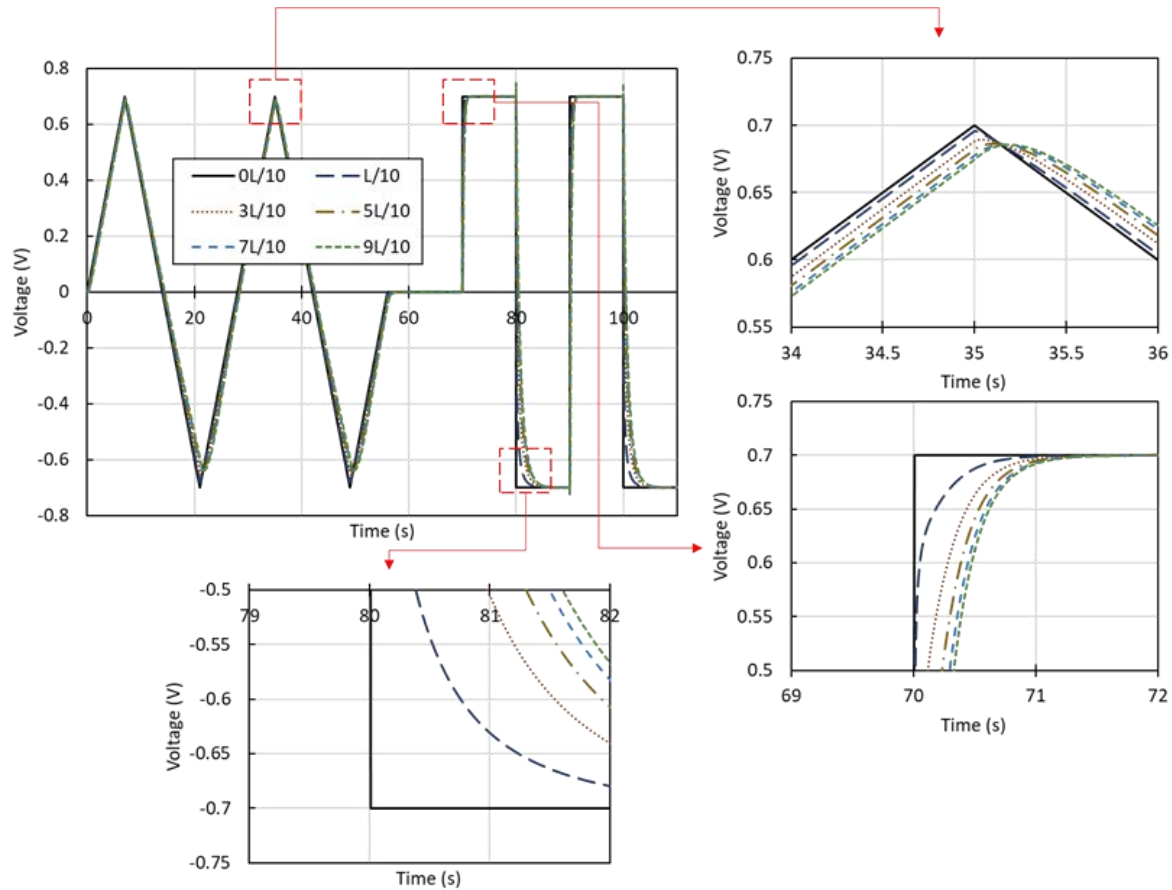 0.8
0.6
0.4
0.2
0
-0.2
-0.4
-0.6
-0.8
Voltage (V)
0 20 40 60 80 100
Time (s)
0L/10 L/10
3L/10 5L/10
7L/10 9L/10
0.75
0.7
0.65
0.6
0.55
Voltage (V)
34 34.5 35 35.5 36
Time (s)
0.75
0.7
0.65
0.6
0.55
0.5
Voltage (V)
69 70 71 72
Time (s)
-0.5
-0.55
-0.6
-0.65
-0.7
-0.75
Voltage (V)
79 80 81 82
Time (s)